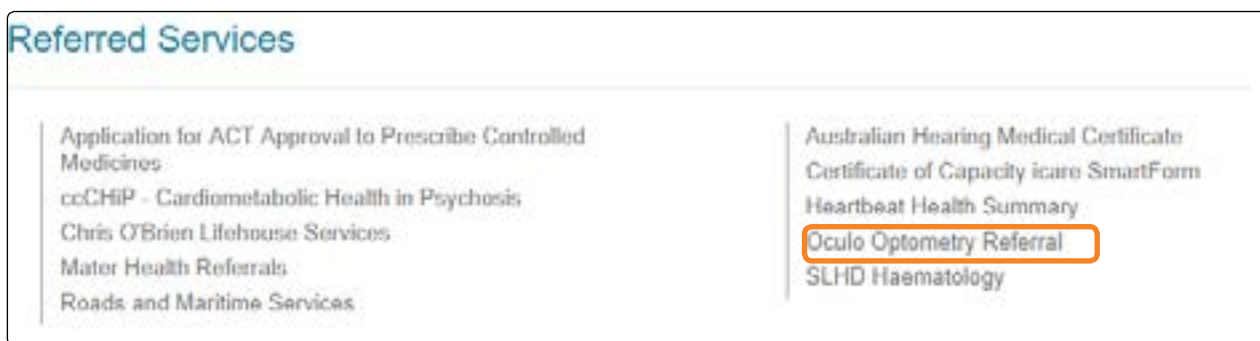 Referred Services
Application for ACT Approval to Prescribe Controlled
Medicines
ccCHiP - Cardiometabolic Health in Psychosis
Chris O'Brien Lifehouse Services
Mater Health Referrals
Roads and Maritime Services
Australian Hearing Medical Certificate
Certificate of Capacity icare SmartForm
Heartbeat Health Summary
Oculo Optometry Referral
SLHD Haematology